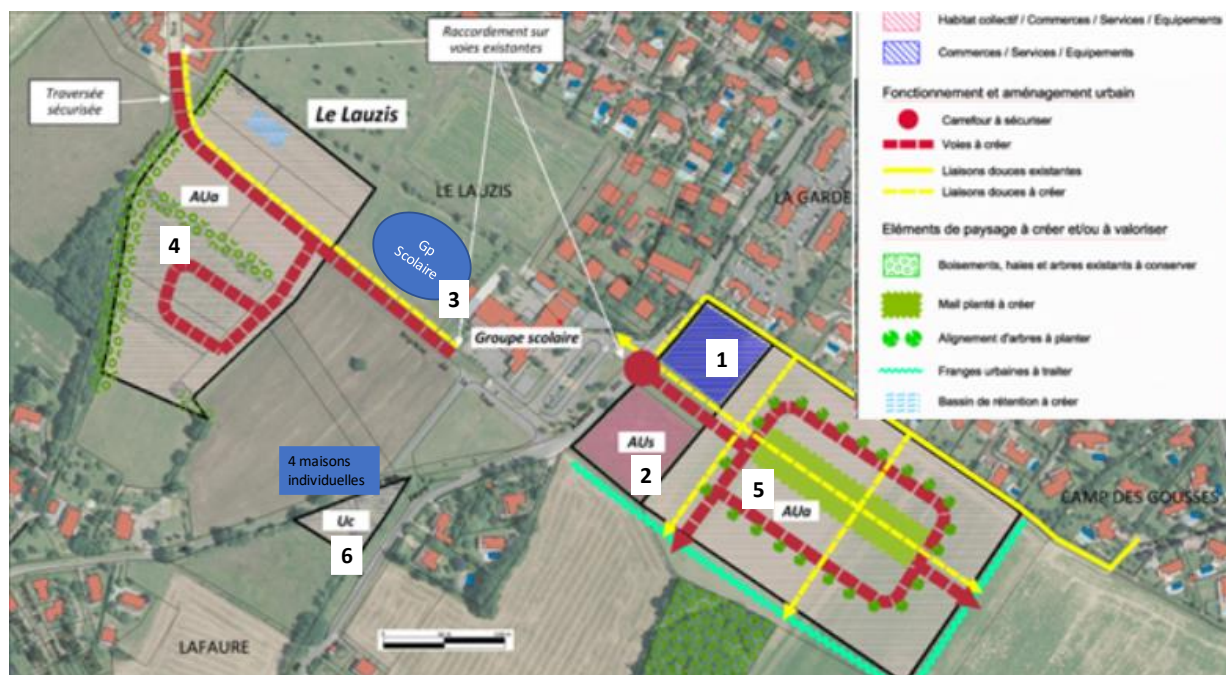 Raccordement sur
voies existantes
Traversée
sécurisée
Le Lauzis
LE LAUZIS
LA GARDE
AUa
4
Gp
Scolaire
3
Groupe scolaire
1
AUs
2
5
AUa
4 maisons
individuelles
Uc
6
CAMP DES GOUSSES
LAFAURE
Habitat collectif / Commerces / Services / Equipements
Commerces / Services / Equipements
Fonctionnement et aménagement urbain
Carrefour à sécuriser
Voies à créer
Liaisons douces existantes
Liaisons douces à créer
Eléments de paysage à créer et/ou à valoriser
Boisements, haies et arbres existants à conserver
Mail planté à créer
Alignement d'arbres à planter
Franges urbaines à traiter
Bassin de rétention à créer